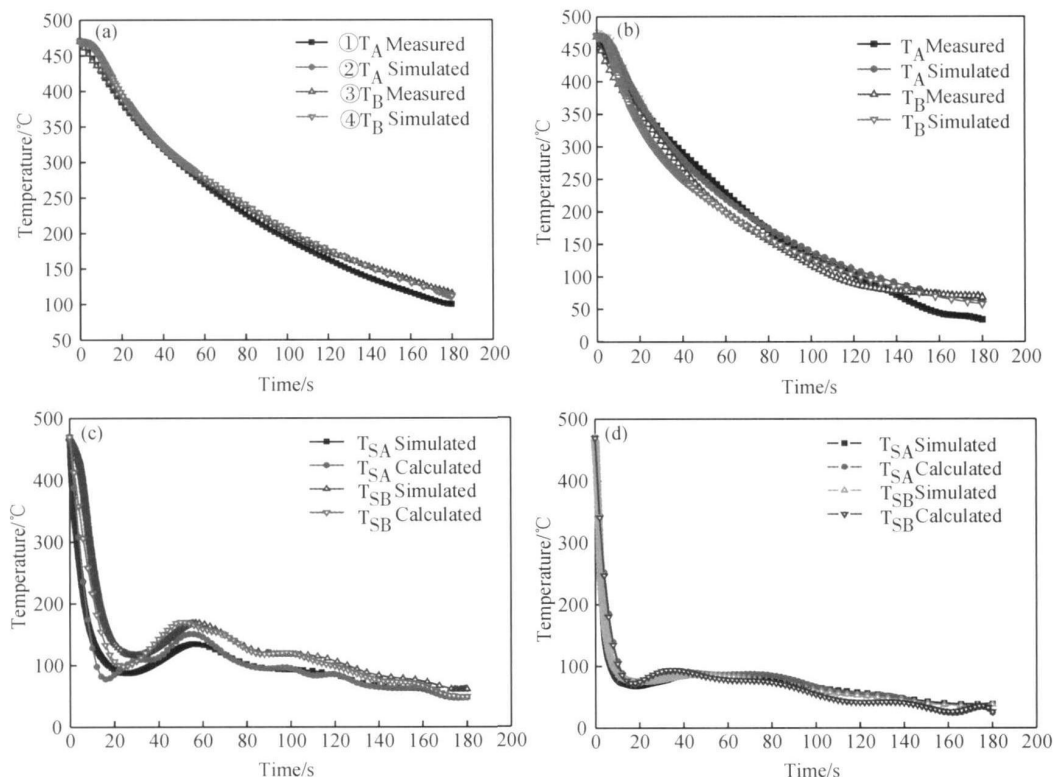 (a)
①T_A Measured
②T_A Simulated
③T_B Measured
④T_B Simulated
Temperature/℃
500
450
400
350
300
250
200
150
100
50
0 20 40 60 80 100 120 140 160 180 200
Time/s
(b)
T_A Measured
T_A Simulated
T_B Measured
T_B Simulated
Temperature/℃
500
450
400
350
300
250
200
150
100
50
0
0 20 40 60 80 100 120 140 160 180 200
Time/s
(c)
T_SA Simulated
T_SA Calculated
T_SB Simulated
T_SB Calculated
Temperature/℃
500
400
300
200
100
0
0 20 40 60 80 100 120 140 160 180 200
Time/s
(d)
T_SA Simulated
T_SA Calculated
T_SB Simulated
T_SB Calculated
Temperature/℃
500
400
300
200
100
0
0 20 40 60 80 100 120 140 160 180 200
Time/s